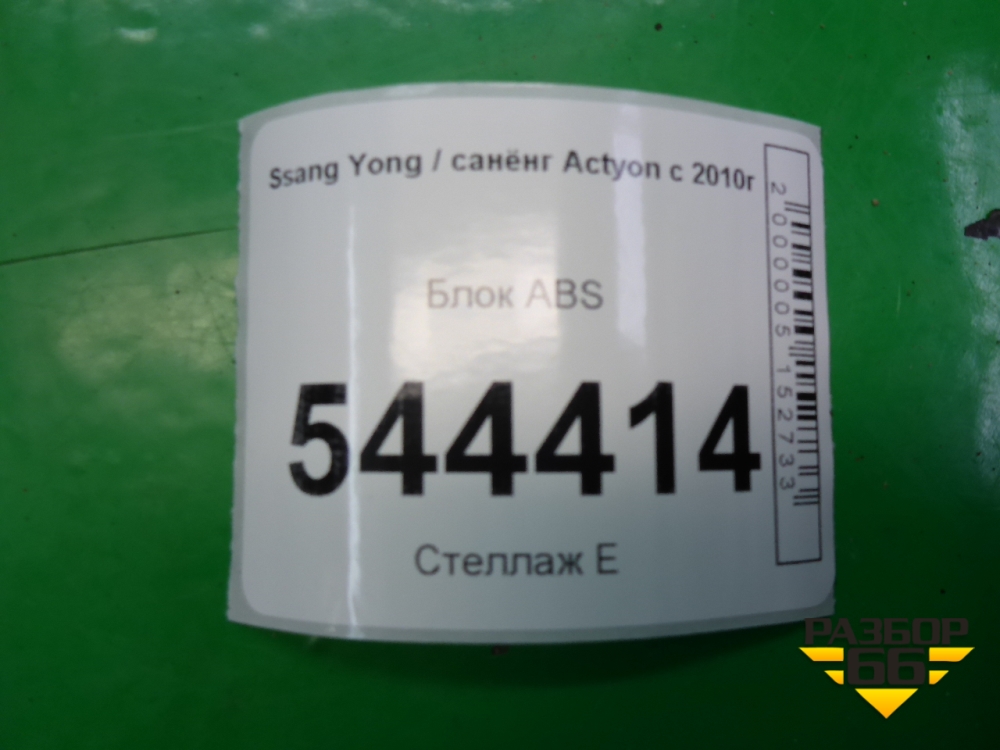 Ssang Yong / санёнг Actyon с 2010г
Блок ABS
544414
Стеллаж Е
2000005152733
РАЗБОР
66